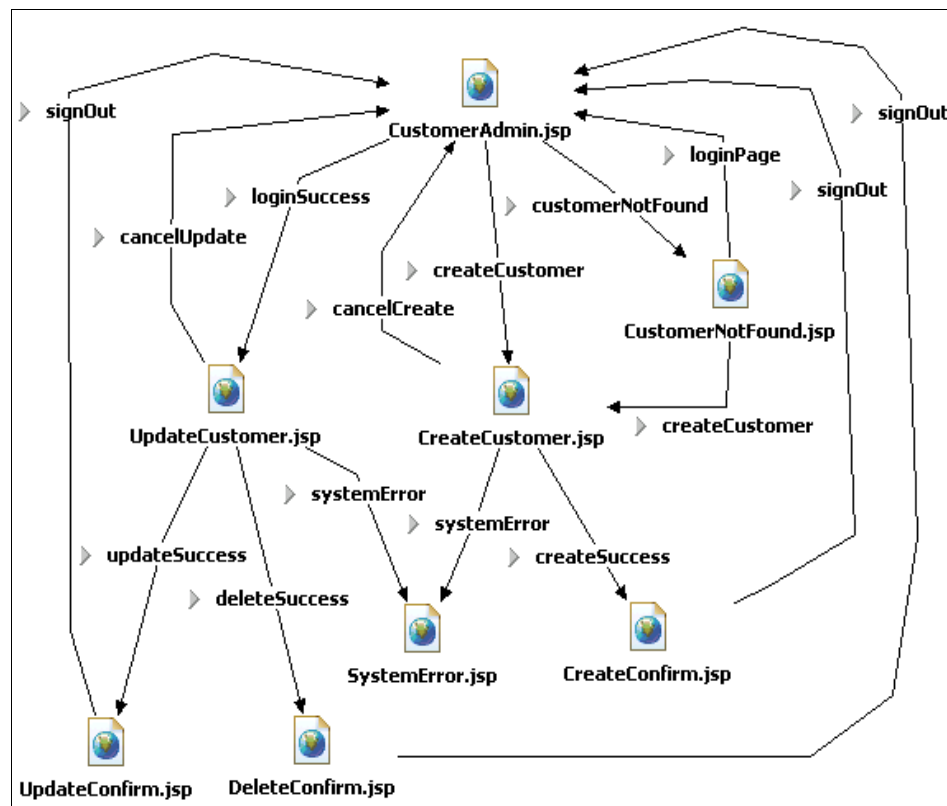 signOut
signOut
CustomerAdmin.jsp
loginPage
loginSuccess
signOut
customerNotFound
cancelUpdate
createCustomer
cancelCreate
CustomerNotFound.jsp
createCustomer
UpdateCustomer.jsp
CreateCustomer.jsp
systemError
systemError
updateSuccess
createSuccess
deleteSuccess
SystemError.jsp
CreateConfirm.jsp
UpdateConfirm.jsp
DeleteConfirm.jsp